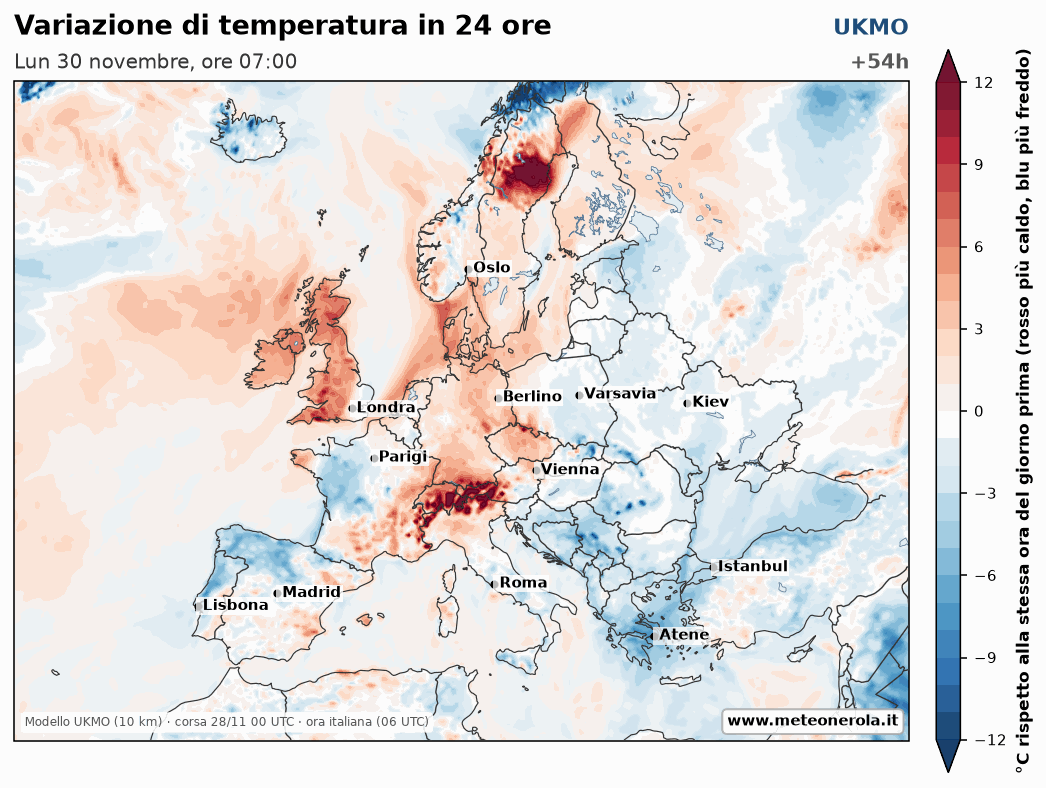 Variazione di temperatura in 24 ore
UKMO
Lun 30 novembre, ore 07:00
+54h
Oslo
Londra
Berlino
Varsavia
Kiev
Parigi
Vienna
Istanbul
Roma
Madrid
Lisbona
Atene
Modello UKMO (10 km) · corsa 28/11 00 UTC · ora italiana (06 UTC)
www.meteonerola.it
12
9
6
3
0
−3
−6
−9
−12
°C rispetto alla stessa ora del giorno prima (rosso più caldo, blu più freddo)